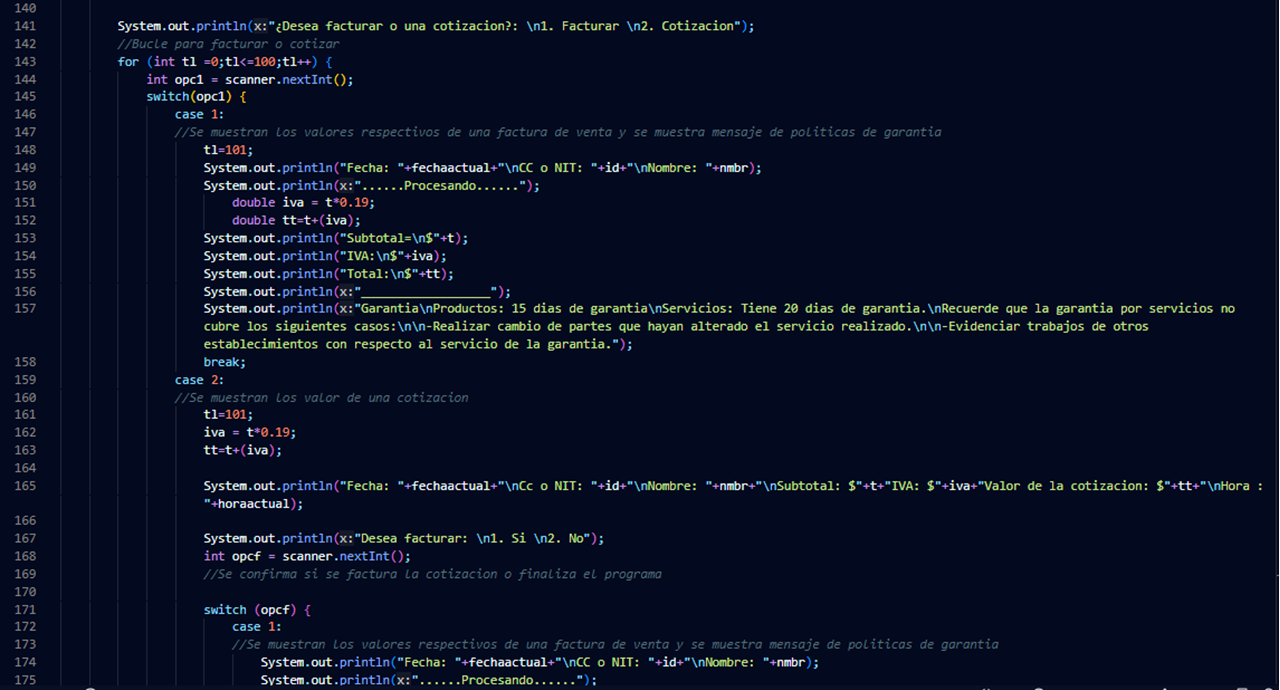 140
141 System.out.println(x:"¿Desea facturar o una cotizacion?: \n1. Facturar \n2. Cotizacion");
142 //Bucle para facturar o cotizar
143 for (int tl =0;tl<=100;tl++) {
144 int opc1 = scanner.nextInt();
145 switch(opc1) {
146 case 1:
147 //Se muestran los valores respectivos de una factura de venta y se muestra mensaje de politicas de garantia
148 tl=101;
149 System.out.println("Fecha: "+fechaactual+"\nCC o NIT: "+id+"\nNombre: "+nmbr);
150 System.out.println(x:"......Procesando......");
151 double iva = t*0.19;
152 double tt=t+(iva);
153 System.out.println("Subtotal=\n$"+t);
154 System.out.println("IVA:\n$"+iva);
155 System.out.println("Total:\n$"+tt);
156 System.out.println(x:"__________________");
157 System.out.println(x:"Garantia\nProductos: 15 dias de garantia\nServicios: Tiene 20 dias de garantia.\nRecuerde que la garantia por servicios no
cubre los siguientes casos:\n\n-Realizar cambio de partes que hayan alterado el servicio realizado.\n\n-Evidenciar trabajos de otros
establecimientos con respecto al servicio de la garantia.");
158 break;
159 case 2:
160 //Se muestran los valor de una cotizacion
161 tl=101;
162 iva = t*0.19;
163 tt=t+(iva);
164
165 System.out.println("Fecha: "+fechaactual+"\nCc o NIT: "+id+"\nNombre: "+nmbr+"\nSubtotal: $"+t+"IVA: $"+iva+"Valor de la cotizacion: $"+tt+"\nHora :
"+horaactual);
166
167 System.out.println(x:"Desea facturar: \n1. Si \n2. No");
168 int opcf = scanner.nextInt();
169 //Se confirma si se factura la cotizacion o finaliza el programa
170
171 switch (opcf) {
172 case 1:
173 //Se muestran los valores respectivos de una factura de venta y se muestra mensaje de politicas de garantia
174 System.out.println("Fecha: "+fechaactual+"\nCC o NIT: "+id+"\nNombre: "+nmbr);
175 System.out.println(x:"......Procesando......");